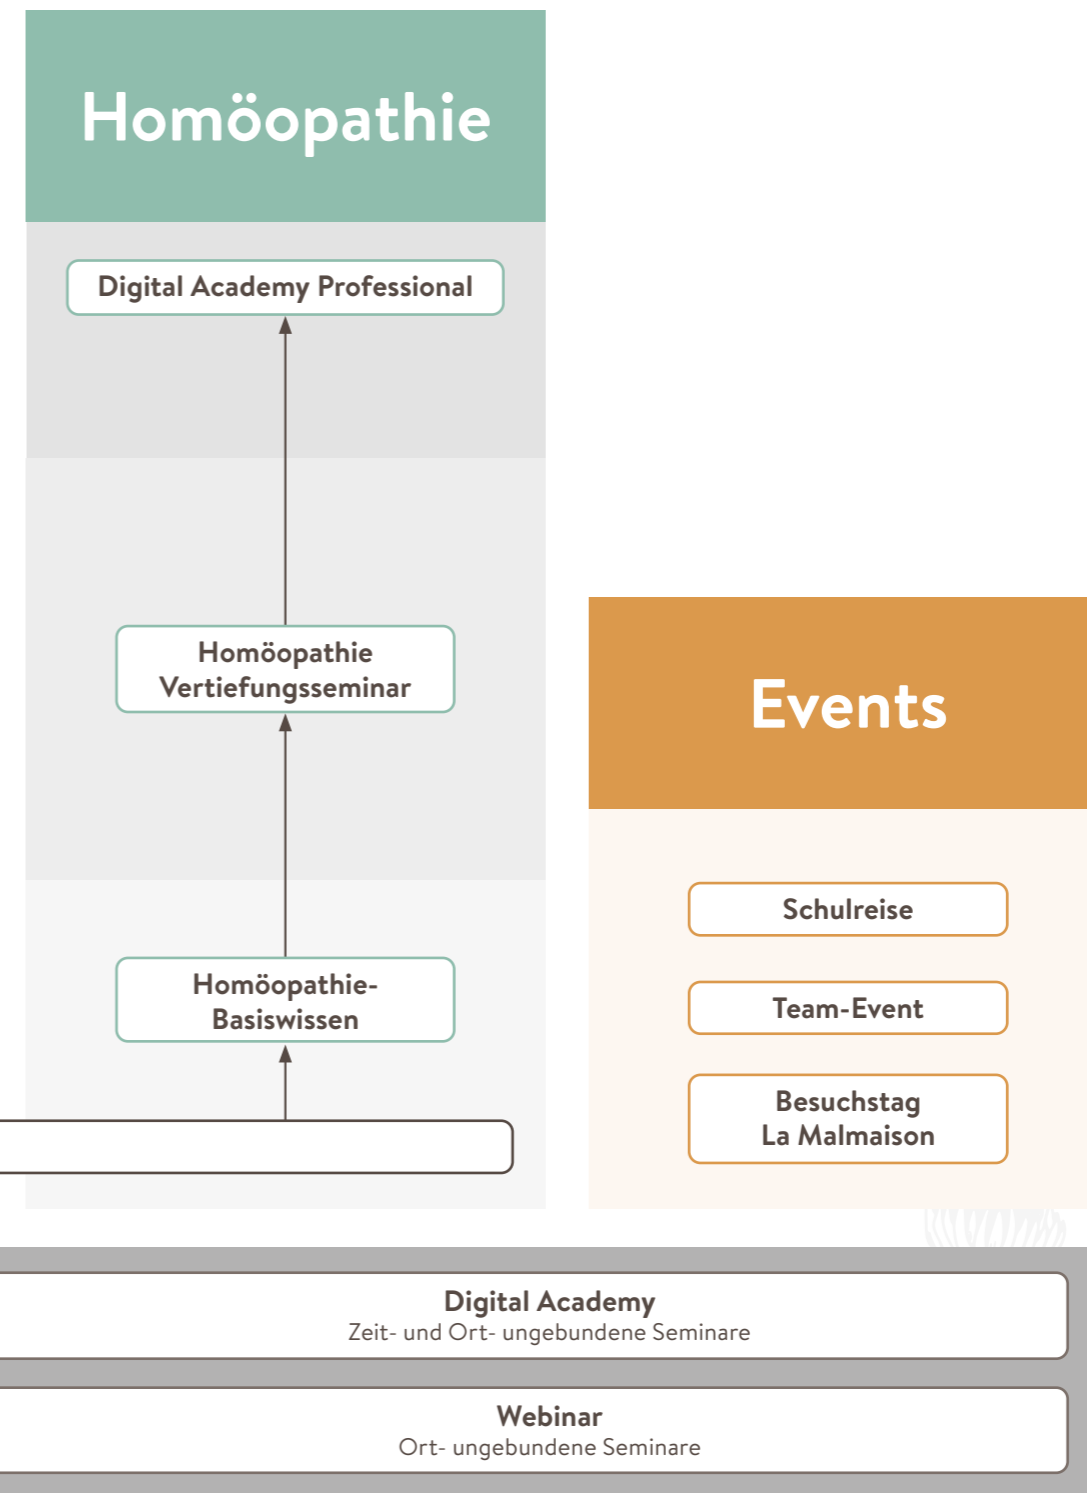 Homöopathie
Digital Academy Professional
Homöopathie
Vertiefungsseminar
Homöopathie-
Basiswissen
Events
Schulreise
Team-Event
Besuchstag
La Malmaison
Digital Academy
Zeit- und Ort- ungebundene Seminare
Webinar
Ort- ungebundene Seminare